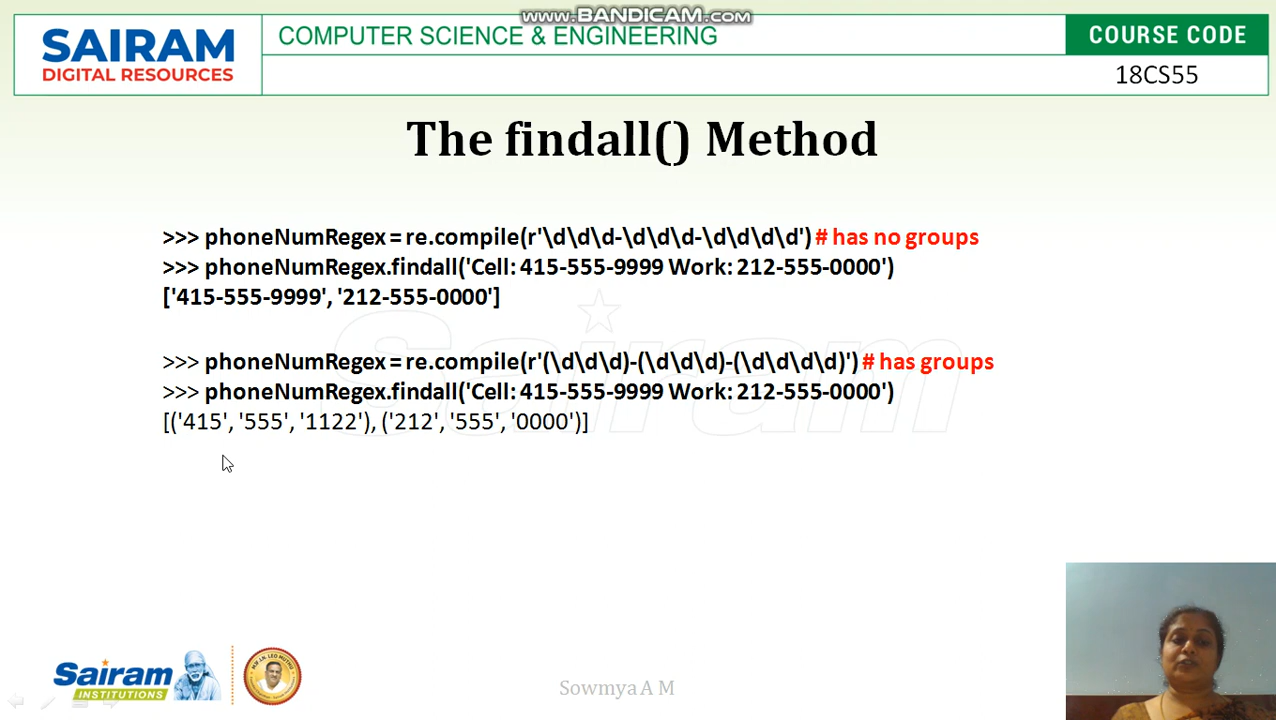 www.BANDICAM.com
SAIRAM
DIGITAL RESOURCES
COMPUTER SCIENCE & ENGINEERING
COURSE CODE
18CS55
The findall() Method
>>> phoneNumRegex = re.compile(r'\d\d\d-\d\d\d-\d\d\d\d') # has no groups
>>> phoneNumRegex.findall('Cell: 415-555-9999 Work: 212-555-0000')
['415-555-9999', '212-555-0000']
>>> phoneNumRegex = re.compile(r'(\d\d\d)-(\d\d\d)-(\d\d\d\d)') # has groups
>>> phoneNumRegex.findall('Cell: 415-555-9999 Work: 212-555-0000')
[('415', '555', '1122'), ('212', '555', '0000')]
Sairam
Sairam
INSTITUTIONS
Sowmya A M